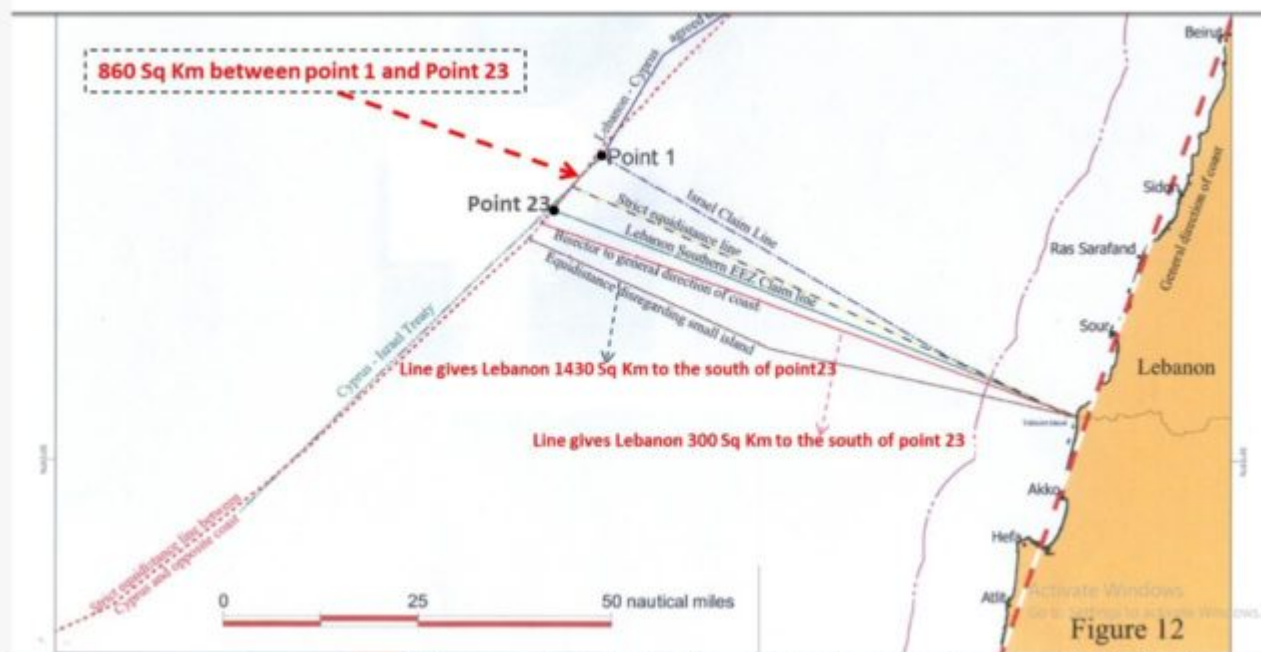 Beirut
Lebanon - Cyprus agreed
860 Sq Km between point 1 and Point 23
Point 1
Point 23
Sidon
General direction of coast
Israel Claim Line
Strict equidistance line
Lebanon Southern EEZ Claim line
Bisector to general direction of coast
Equidistance disregarding small island
Ras Sarafand
Sour
Cyprus - Israel Treaty
Line gives Lebanon 1430 Sq Km to the south of point23
Lebanon
Line gives Lebanon 300 Sq Km to the south of point 23
Akko
Hefa
Strict equidistance line between
Cyprus and opposite coast
Atlit
Activate Windows
0 25 50 nautical miles
Figure 12